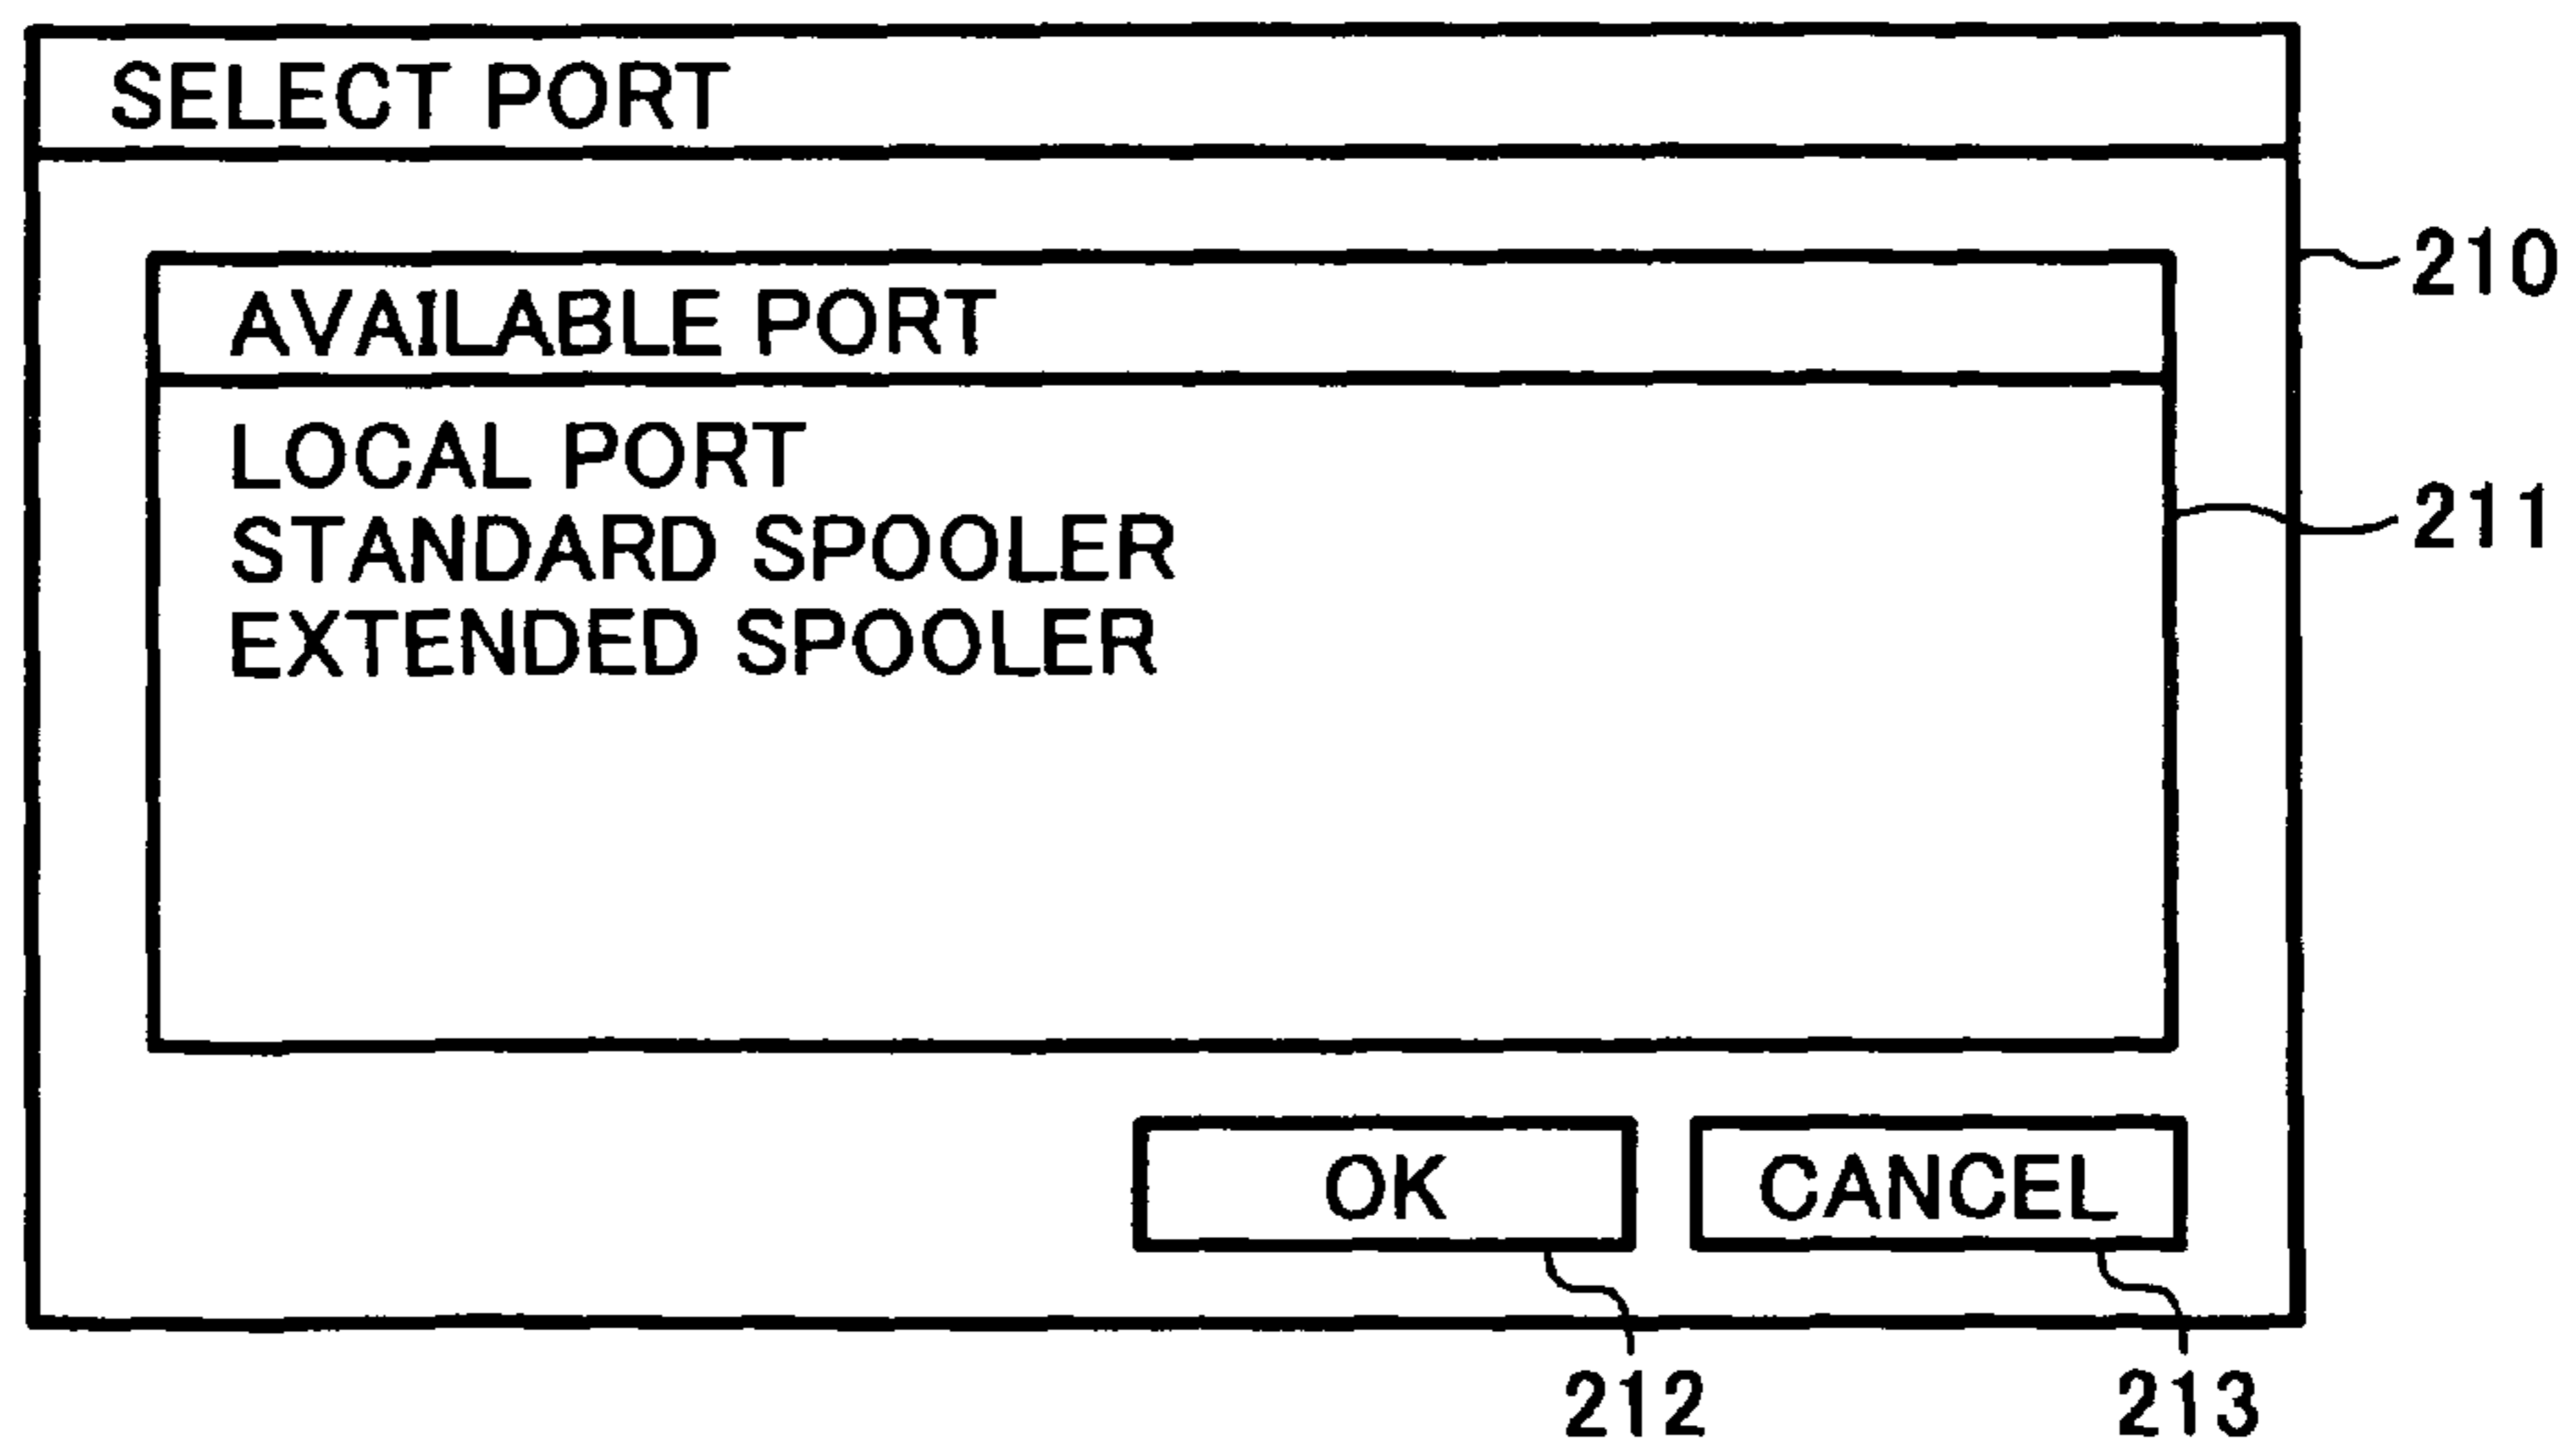 SELECT PORT
210
AVAILABLE PORT
LOCAL PORT
211
STANDARD SPOOLER
EXTENDED SPOOLER
OK
CANCEL
212
213